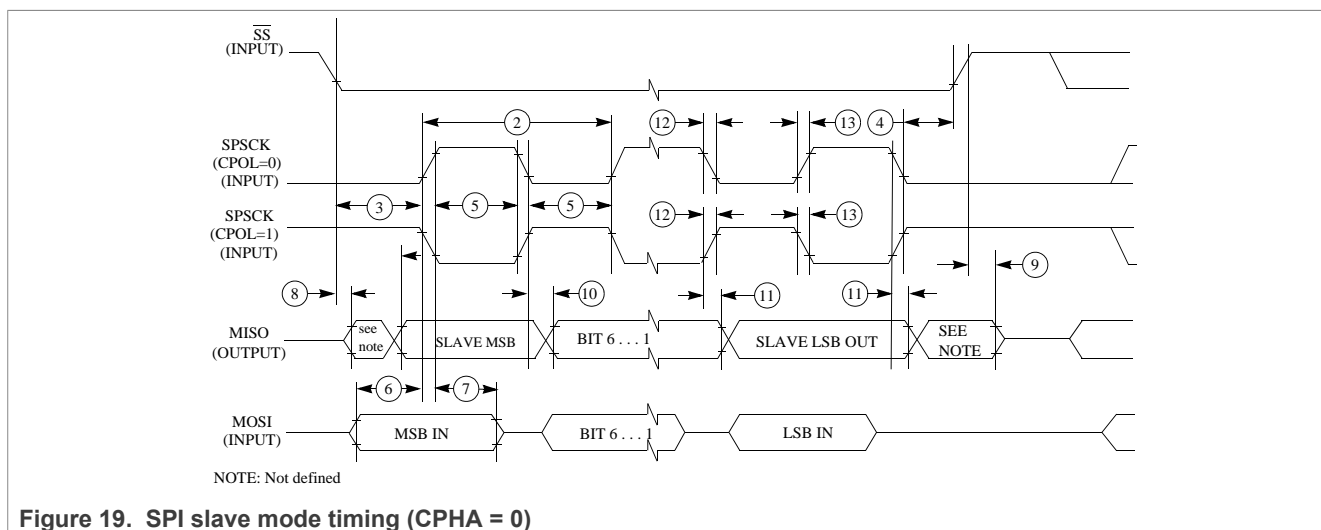 SS
(INPUT)
2
12
13
4
SPSCK
(CPOL=0)
(INPUT)
3
5
5
SPSCK
(CPOL=1)
(INPUT)
12
13
8
10
11
11
9
MISO
(OUTPUT)
see
note
SLAVE MSB
BIT 6 . . . 1
SLAVE LSB OUT
SEE
NOTE
6
7
MOSI
(INPUT)
MSB IN
BIT 6 . . . 1
LSB IN
NOTE: Not defined
Figure 19. SPI slave mode timing (CPHA = 0)